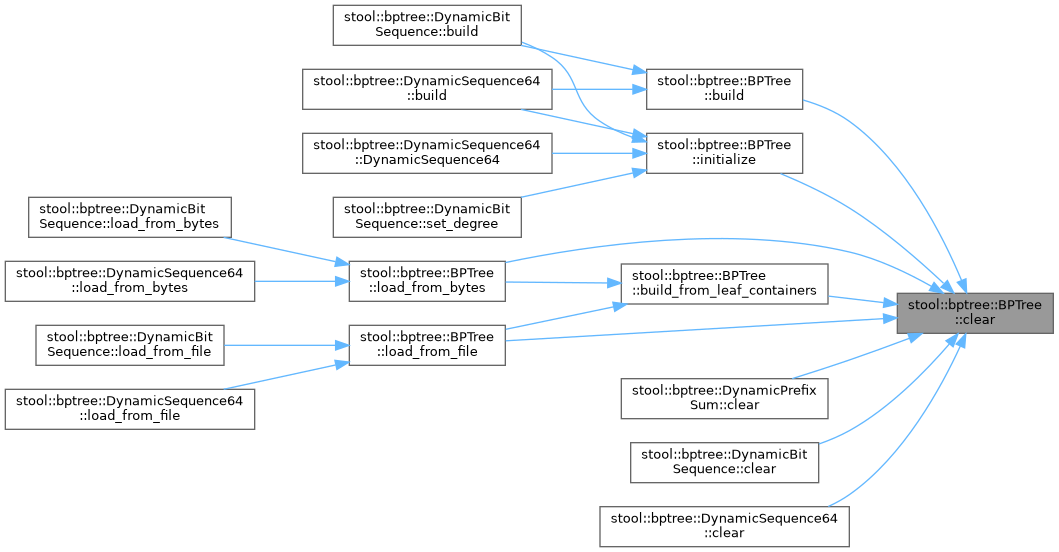 stool::bptree::DynamicBit
Sequence::build
stool::bptree::DynamicSequence64
::build
stool::bptree::BPTree
::build
stool::bptree::DynamicSequence64
::DynamicSequence64
stool::bptree::BPTree
::initialize
stool::bptree::DynamicBit
Sequence::set_degree
stool::bptree::DynamicBit
Sequence::load_from_bytes
stool::bptree::DynamicSequence64
::load_from_bytes
stool::bptree::BPTree
::load_from_bytes
stool::bptree::BPTree
::build_from_leaf_containers
stool::bptree::BPTree
::clear
stool::bptree::DynamicBit
Sequence::load_from_file
stool::bptree::BPTree
::load_from_file
stool::bptree::DynamicSequence64
::load_from_file
stool::bptree::DynamicPrefix
Sum::clear
stool::bptree::DynamicBit
Sequence::clear
stool::bptree::DynamicSequence64
::clear